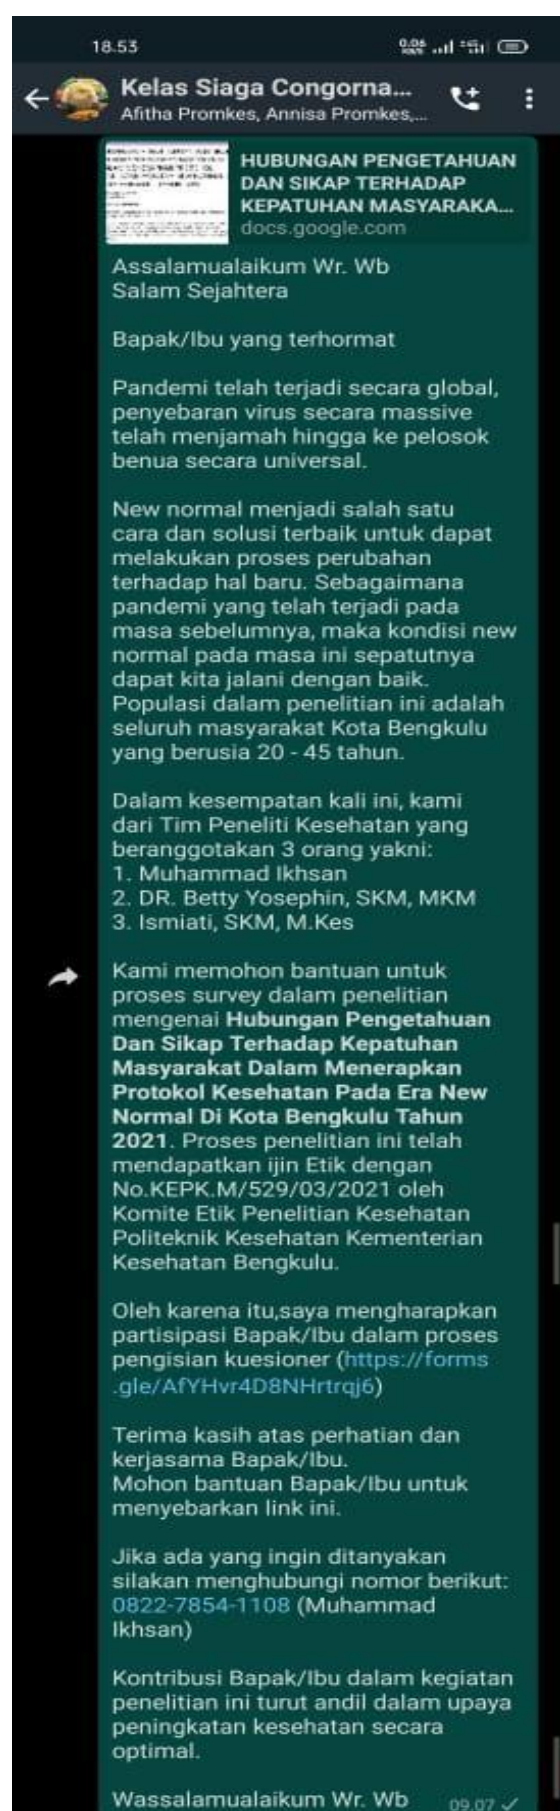 18.53
0.06
Kelas Siaga Congorna...
Afitha Promkes, Annisa Promkes,...
HUBUNGAN PENGETAHUAN
DAN SIKAP TERHADAP
KEPATUHAN MASYARAKA...
docs.google.com
Assalamualaikum Wr. Wb
Salam Sejahtera
Bapak/Ibu yang terhormat
Pandemi telah terjadi secara global,
penyebaran virus secara massive
telah menjamah hingga ke pelosok
benua secara universal.
New normal menjadi salah satu
cara dan solusi terbaik untuk dapat
melakukan proses perubahan
terhadap hal baru. Sebagaimana
pandemi yang telah terjadi pada
masa sebelumnya, maka kondisi new
normal pada masa ini sepatutnya
dapat kita jalani dengan baik.
Populasi dalam penelitian ini adalah
seluruh masyarakat Kota Bengkulu
yang berusia 20 - 45 tahun.
Dalam kesempatan kali ini, kami
dari Tim Peneliti Kesehatan yang
beranggotakan 3 orang yakni:
1. Muhammad Ikhsan
2. DR. Betty Yosephin, SKM, MKM
3. Ismiati, SKM, M.Kes
Kami memohon bantuan untuk
proses survey dalam penelitian
mengenai Hubungan Pengetahuan
Dan Sikap Terhadap Kepatuhan
Masyarakat Dalam Menerapkan
Protokol Kesehatan Pada Era New
Normal Di Kota Bengkulu Tahun
2021. Proses penelitian ini telah
mendapatkan ijin Etik dengan
No.KEPK.M/529/03/2021 oleh
Komite Etik Penelitian Kesehatan
Politeknik Kesehatan Kementerian
Kesehatan Bengkulu.
Oleh karena itu,saya mengharapkan
partisipasi Bapak/Ibu dalam proses
pengisian kuesioner (https://forms
.gle/AfYHvr4D8NHrtrqj6)
Terima kasih atas perhatian dan
kerjasama Bapak/Ibu.
Mohon bantuan Bapak/Ibu untuk
menyebarkan link ini.
Jika ada yang ingin ditanyakan
silakan menghubungi nomor berikut:
0822-7854-1108 (Muhammad
Ikhsan)
Kontribusi Bapak/Ibu dalam kegiatan
penelitian ini turut andil dalam upaya
peningkatan kesehatan secara
optimal.
Wassalamualaikum Wr. Wb
09.07